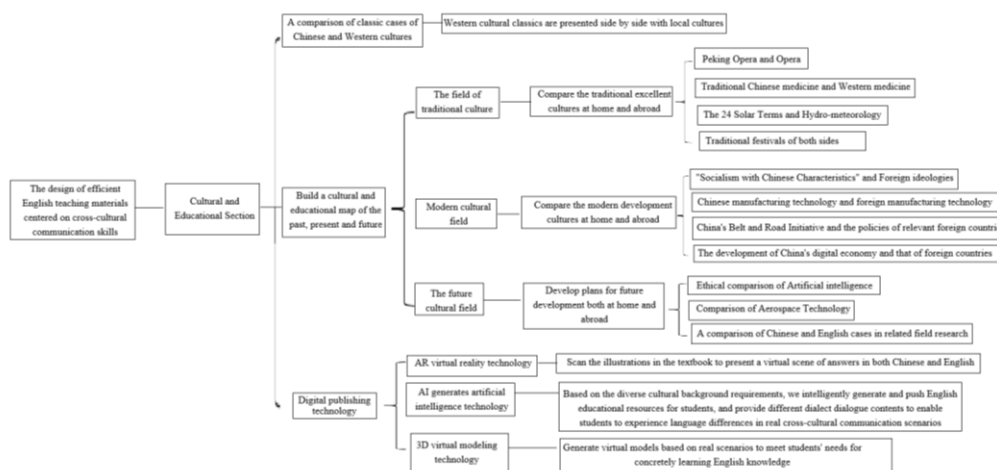 The design of efficient
English teaching materials
centered on cross-cultural
communication skills
Cultural and
Educational Section
A comparison of classic cases of
Chinese and Western cultures
Western cultural classics are presented side by side with local cultures
Build a cultural and
educational map of the
past, present and future
The field of
traditional culture
Compare the traditional excellent
cultures at home and abroad
Peking Opera and Opera
Traditional Chinese medicine and Western medicine
The 24 Solar Terms and Hydro-meteorology
Traditional festivals of both sides
Modern cultural
field
Compare the modern development
cultures at home and abroad
"Socialism with Chinese Characteristics" and Foreign ideologies
Chinese manufacturing technology and foreign manufacturing technology
China's Belt and Road Initiative and the policies of relevant foreign countri
The development of China's digital economy and that of foreign countries
The future
cultural field
Develop plans for future
development both at home and
abroad
Ethical comparison of Artificial intelligence
Comparison of Aerospace Technology
A comparison of Chinese and English cases in related field research
Digital publishing
technology
AR virtual reality technology
Scan the illustrations in the textbook to present a virtual scene of answers in both Chinese and English
AI generates artificial
intelligence technology
Based on the diverse cultural background requirements, we intelligently generate and push English
educational resources for students, and provide different dialect dialogue contents to enable
students to experience language differences in real cross-cultural communication scenarios
3D virtual modeling
technology
Generate virtual models based on real scenarios to meet students' needs for
concretely learning English knowledge